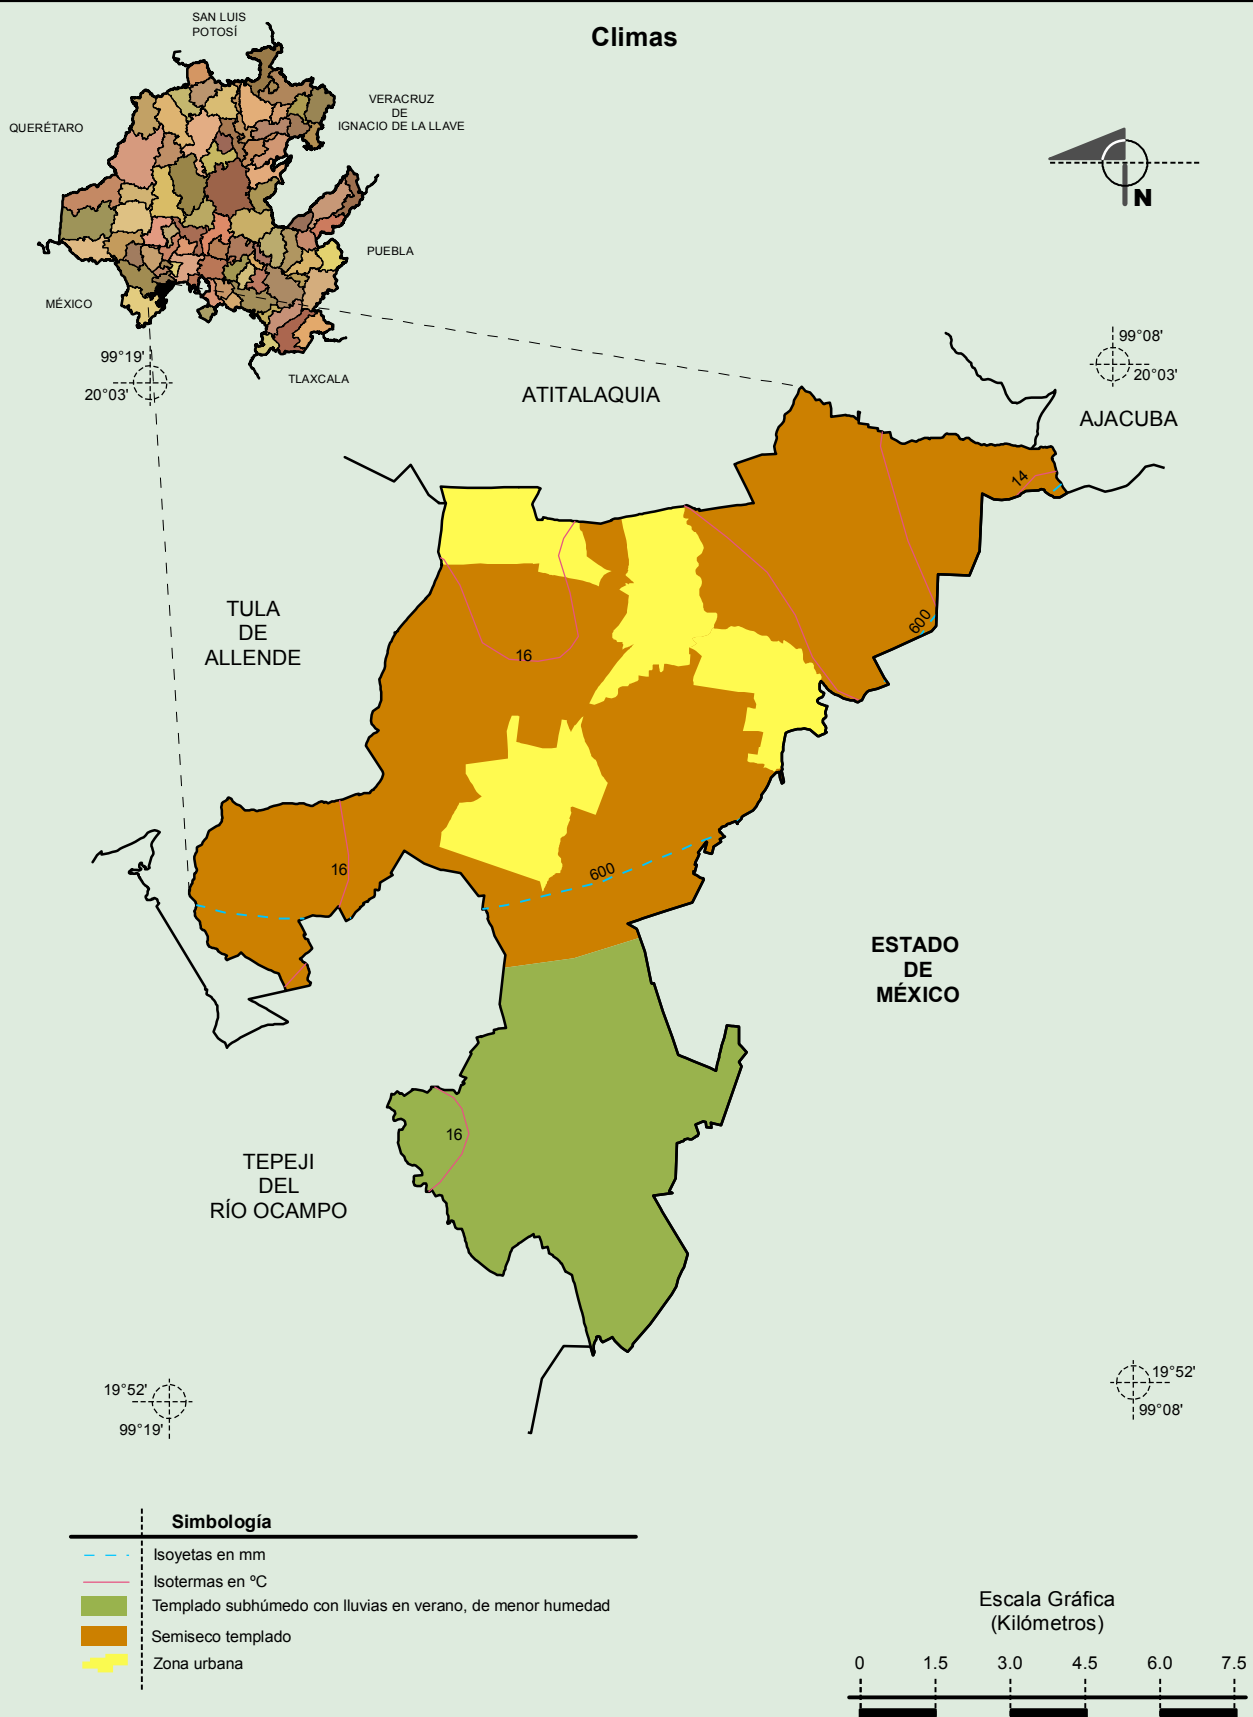 Climas
SAN LUIS
POTOSÍ
QUERÉTARO
VERACRUZ
DE
IGNACIO DE LA LLAVE
N
PUEBLA
MÉXICO
TLAXCALA
99°19'
20°03'
99°08'
20°03'
ATITALAQUIA
AJACUBA
14
TULA
DE
ALLENDE
600
16
16
600
ESTADO
DE
MÉXICO
16
TEPEJI
DEL
RÍO OCAMPO
19°52'
99°19'
19°52'
99°08'
Simbología
Isoyetas en mm
Isotermas en ºC
Templado subhúmedo con lluvias en verano, de menor humedad
Semiseco templado
Zona urbana
Escala Gráfica
(Kilómetros)
0 1.5 3.0 4.5 6.0 7.5